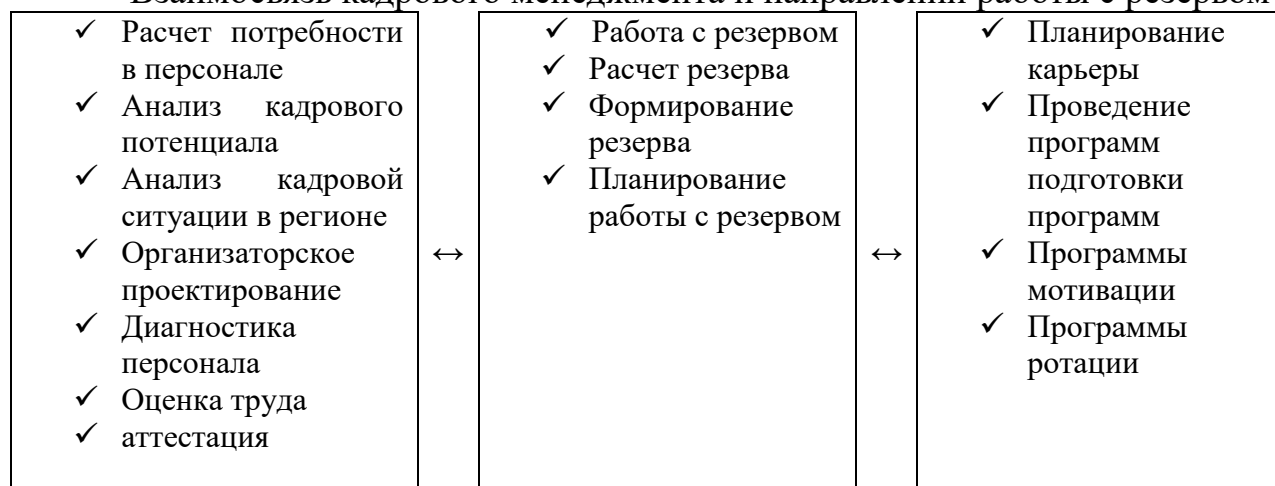 Взаимосвязь кадрового менеджмента и направлений работы с резервом
✓ Расчет потребности
в персонале
✓ Анализ кадрового
потенциала
✓ Анализ кадровой
ситуации в регионе
✓ Организаторское
проектирование
✓ Диагностика
персонала
✓ Оценка труда
✓ аттестация
↔
✓ Работа с резервом
✓ Расчет резерва
✓ Формирование
резерва
✓ Планирование
работы с резервом
↔
✓ Планирование
карьеры
✓ Проведение
программ
подготовки
программ
✓ Программы
мотивации
✓ Программы
ротации